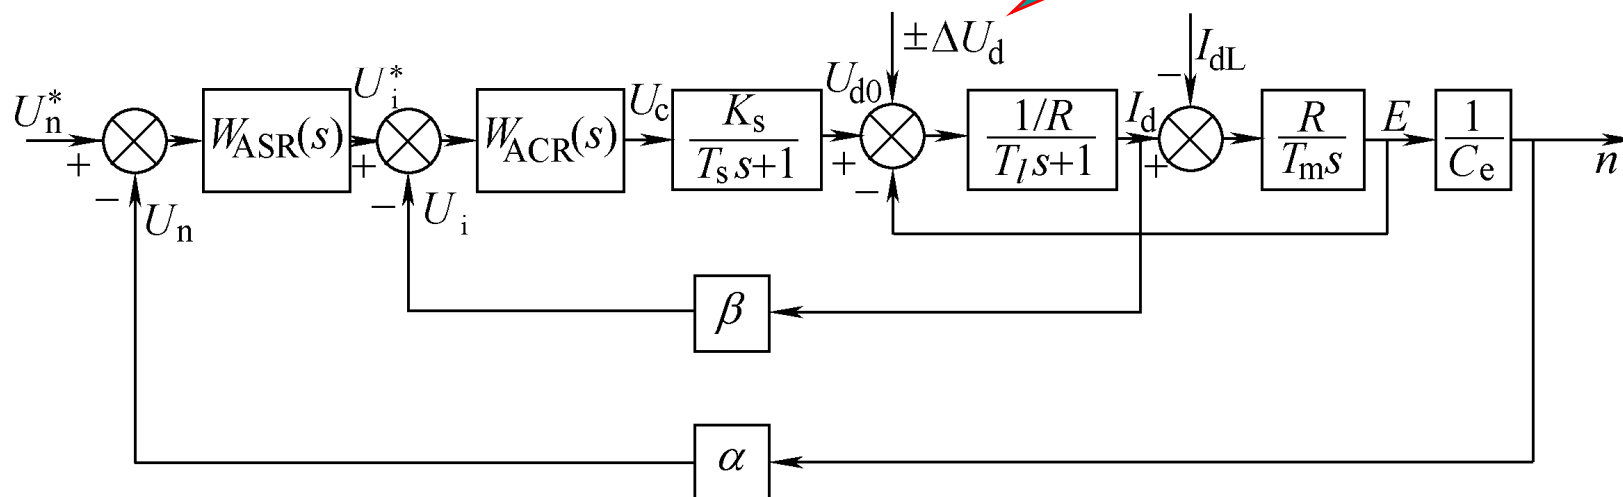 ±ΔU_d
I_dL
U_n^*
+
−
U_n
W_ASR(s)
U_i^*
+
−
U_i
W_ACR(s)
U_c
K_s
T_s s+1
U_d0
+
−
1/R
T_l s+1
I_d
+
−
R
T_m s
E
1
C_e
n
β
α